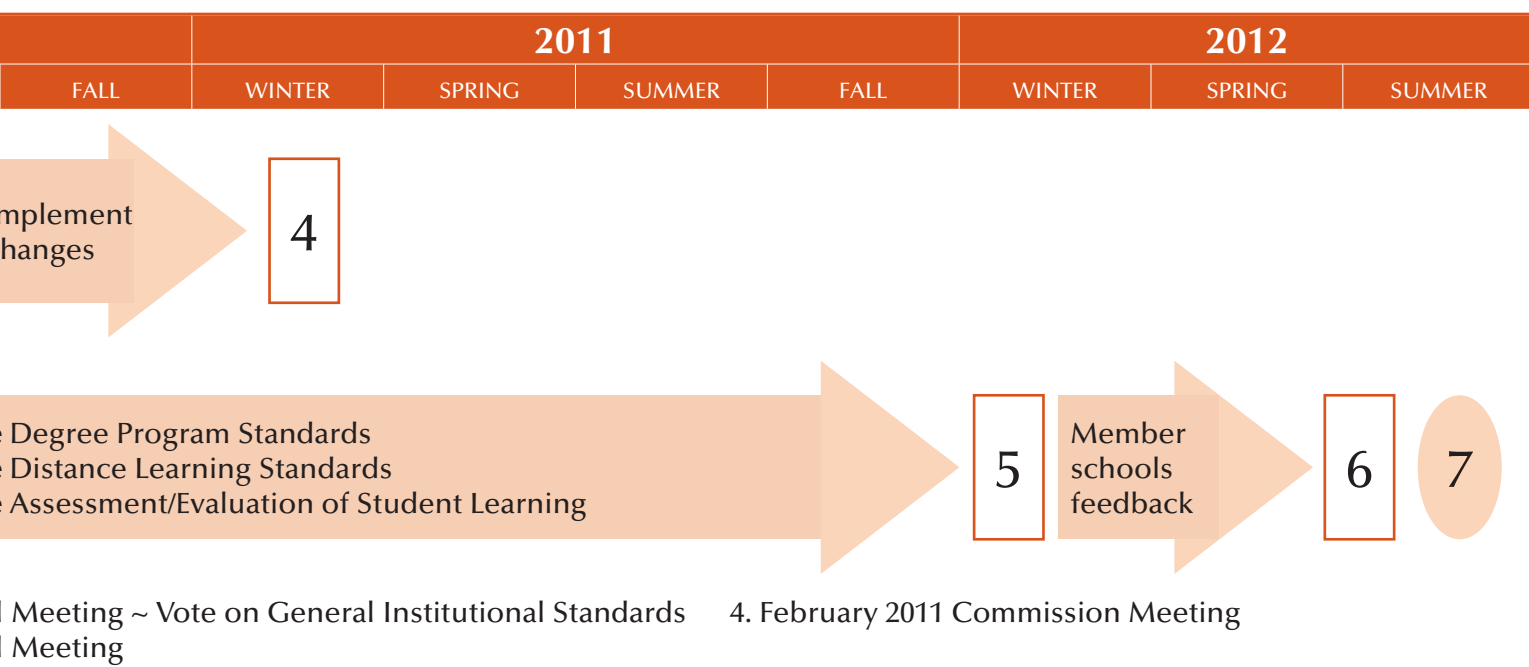 2011 2012
FALL WINTER SPRING SUMMER FALL WINTER SPRING SUMMER
mplement
hanges
4
e Degree Program Standards
e Distance Learning Standards
e Assessment/Evaluation of Student Learning
5
Member
schools
feedback
6
7
l Meeting ~ Vote on General Institutional Standards 4. February 2011 Commission Meeting
l Meeting